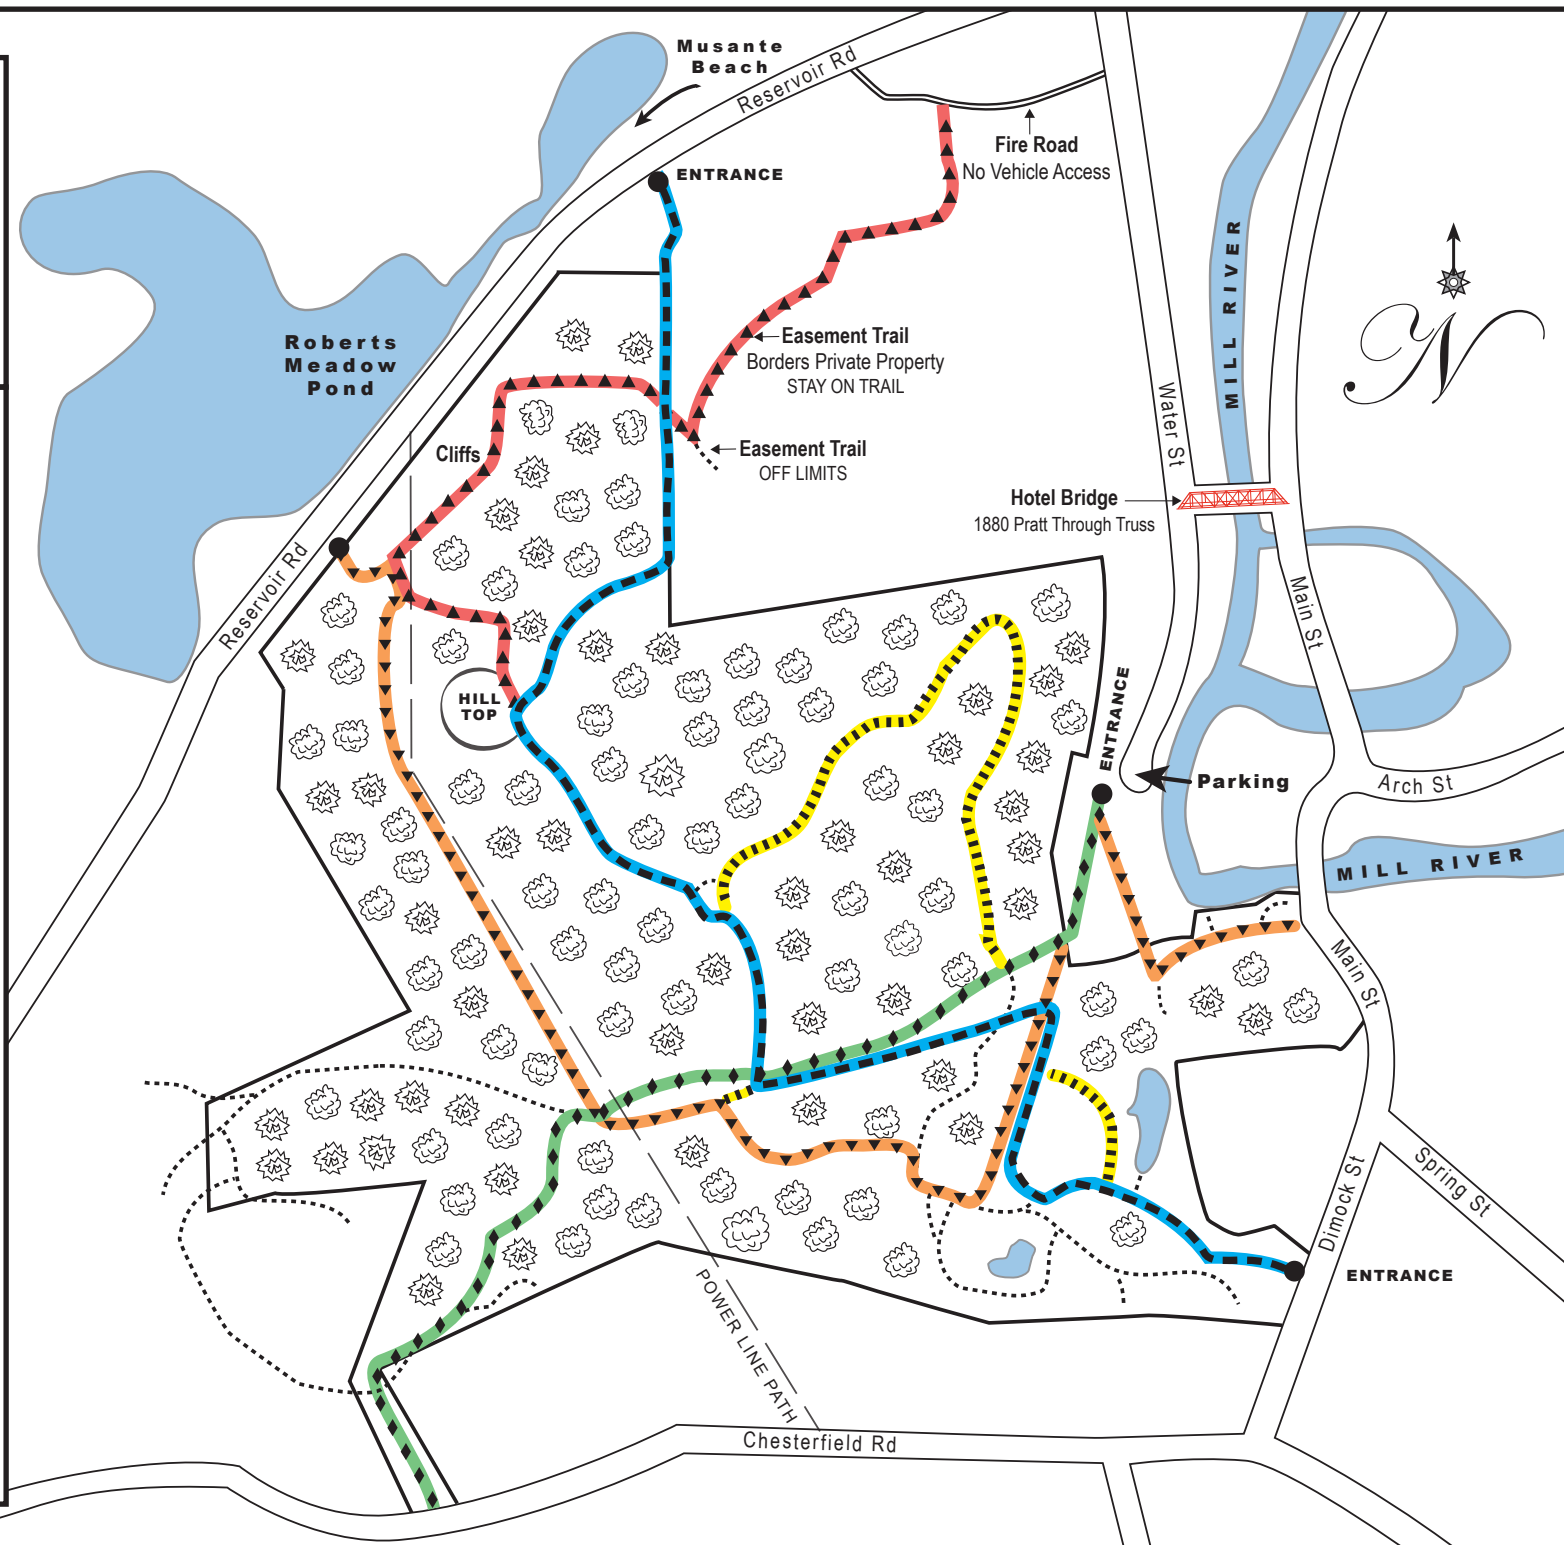 Musante
Beach
Reservoir Rd
ENTRANCE
Fire Road
No Vehicle Access
MILL RIVER
N
Roberts
Meadow
Pond
Easement Trail
Borders Private Property
STAY ON TRAIL
Water St
Cliffs
Easement Trail
OFF LIMITS
Hotel Bridge
1880 Pratt Through Truss
Reservoir Rd
Main St
HILL
TOP
ENTRANCE
Parking
Arch St
MILL RIVER
Main St
Dimock St
Spring St
ENTRANCE
POWER LINE PATH
Chesterfield Rd